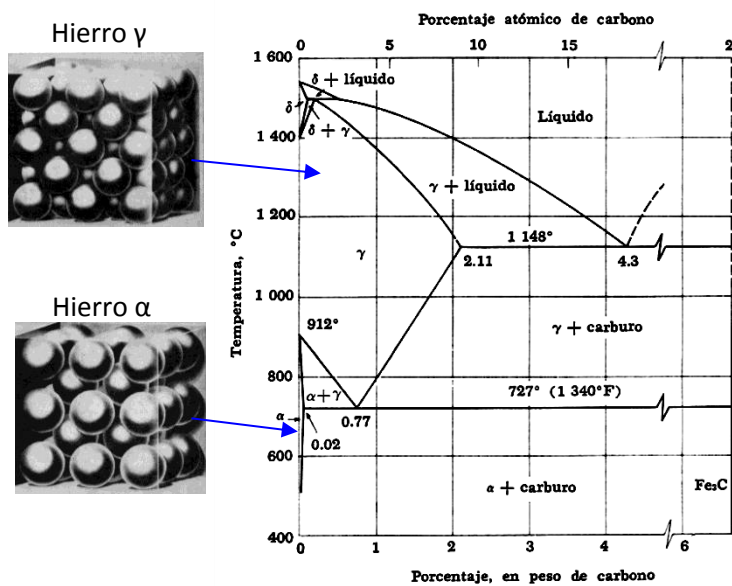 Hierro γ
Hierro α
Porcentaje atómico de carbono
0 5 10 15 2
1 600
1 400
1 200
1 000
800
600
400
Temperatura, °C
δ + líquido
δ
δ + γ
Líquido
γ + líquido
1 148°
2.11
4.3
γ
912°
γ + carburo
α + γ
727° (1 340°F)
α
0.77
0.02
α + carburo
Fe₃C
0 1 2 3 4 6
Porcentaje, en peso de carbono